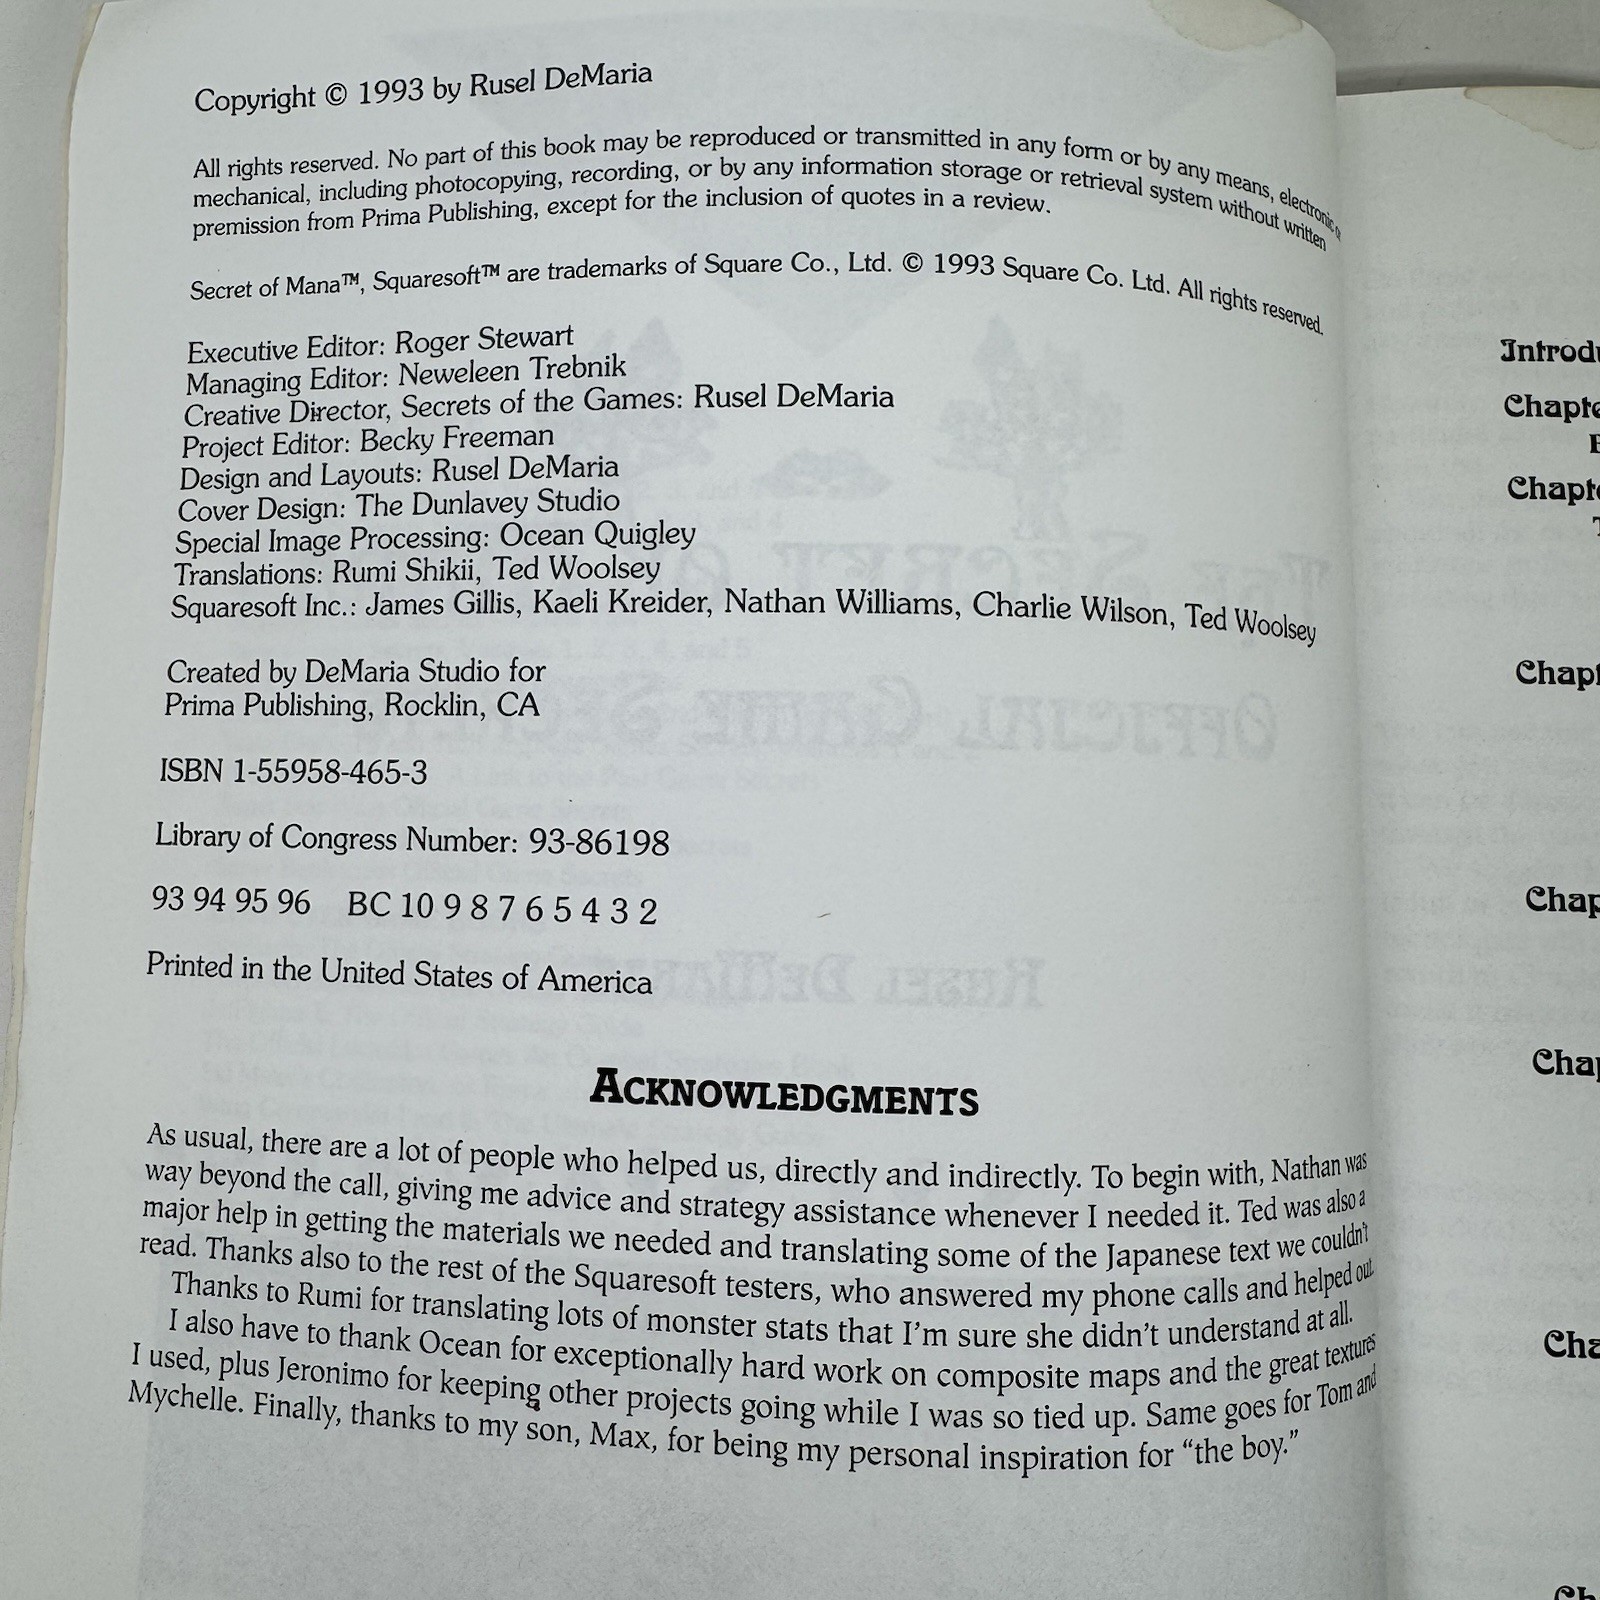 Copyright © 1993 by Rusel DeMaria
All rights reserved. No part of this book may be reproduced or transmitted in any form or by any means, electronic or
mechanical, including photocopying, recording, or by any information storage or retrieval system without written
premission from Prima Publishing, except for the inclusion of quotes in a review.
Secret of Mana™, Squaresoft™ are trademarks of Square Co., Ltd. © 1993 Square Co. Ltd. All rights reserved.
Executive Editor: Roger Stewart
Managing Editor: Neweleen Trebnik
Creative Director, Secrets of the Games: Rusel DeMaria
Project Editor: Becky Freeman
Design and Layouts: Rusel DeMaria
Cover Design: The Dunlavey Studio
Special Image Processing: Ocean Quigley
Translations: Rumi Shikii, Ted Woolsey
Squaresoft Inc.: James Gillis, Kaeli Kreider, Nathan Williams, Charlie Wilson, Ted Woolsey
Created by DeMaria Studio for
Prima Publishing, Rocklin, CA
ISBN 1-55958-465-3
Library of Congress Number: 93-86198
93 94 95 96 BC 10 9 8 7 6 5 4 3 2
Printed in the United States of America
ACKNOWLEDGMENTS
As usual, there are a lot of people who helped us, directly and indirectly. To begin with, Nathan was
way beyond the call, giving me advice and strategy assistance whenever I needed it. Ted was also a
major help in getting the materials we needed and translating some of the Japanese text we couldn't
read. Thanks also to the rest of the Squaresoft testers, who answered my phone calls and helped out.
Thanks to Rumi for translating lots of monster stats that I'm sure she didn't understand at all.
I also have to thank Ocean for exceptionally hard work on composite maps and the great textures
I used, plus Jeronimo for keeping other projects going while I was so tied up. Same goes for Tom and
Mychelle. Finally, thanks to my son, Max, for being my personal inspiration for “the boy.”
Introdu
Chapte
Chapte
Chapt
Chap
Chap
Cha
Ch